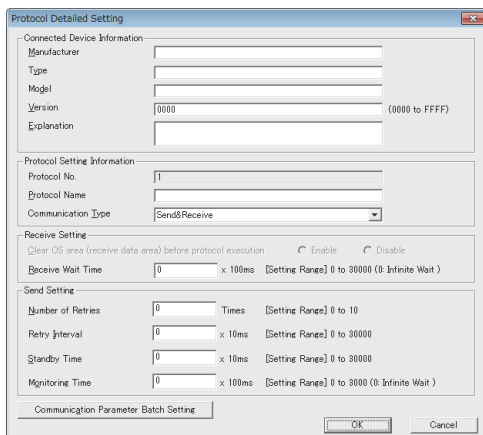 Protocol Detailed Setting
Connected Device Information
Manufacturer
Type
Model
Version 0000 (0000 to FFFF)
Explanation
Protocol Setting Information
Protocol No. 1
Protocol Name
Communication Type Send&Receive
Receive Setting
Clear OS area (receive data area) before protocol execution Enable Disable
Receive Wait Time 0 x 100ms [Setting Range] 0 to 30000 (0: Infinite Wait )
Send Setting
Number of Retries 0 Times [Setting Range] 0 to 10
Retry Interval 0 x 10ms [Setting Range] 0 to 30000
Standby Time 0 x 10ms [Setting Range] 0 to 30000
Monitoring Time 0 x 100ms [Setting Range] 0 to 3000 (0: Infinite Wait )
Communication Parameter Batch Setting
OK Cancel